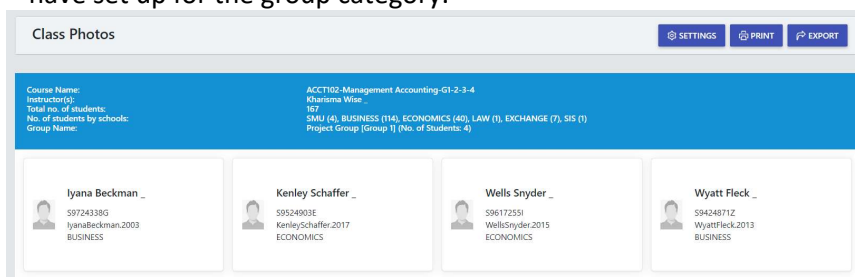 have set up for the group category.
Class Photos
SETTINGS
PRINT
EXPORT
Course Name: ACCT102-Management Accounting-G1-2-3-4
Instructor(s): Kharisma Wise _
Total no. of students: 167
No. of students by schools: SMU (4), BUSINESS (114), ECONOMICS (40), LAW (1), EXCHANGE (7), SIS (1)
Group Name: Project Group [Group 1] (No. of Students: 4)
Iyana Beckman _
S9724338G
IyanaBeckman.2003
BUSINESS
Kenley Schaffer _
S9524903E
KenleySchaffer.2017
ECONOMICS
Wells Snyder _
S9617255I
WellsSnyder.2015
ECONOMICS
Wyatt Fleck _
S9424871Z
WyattFleck.2013
BUSINESS